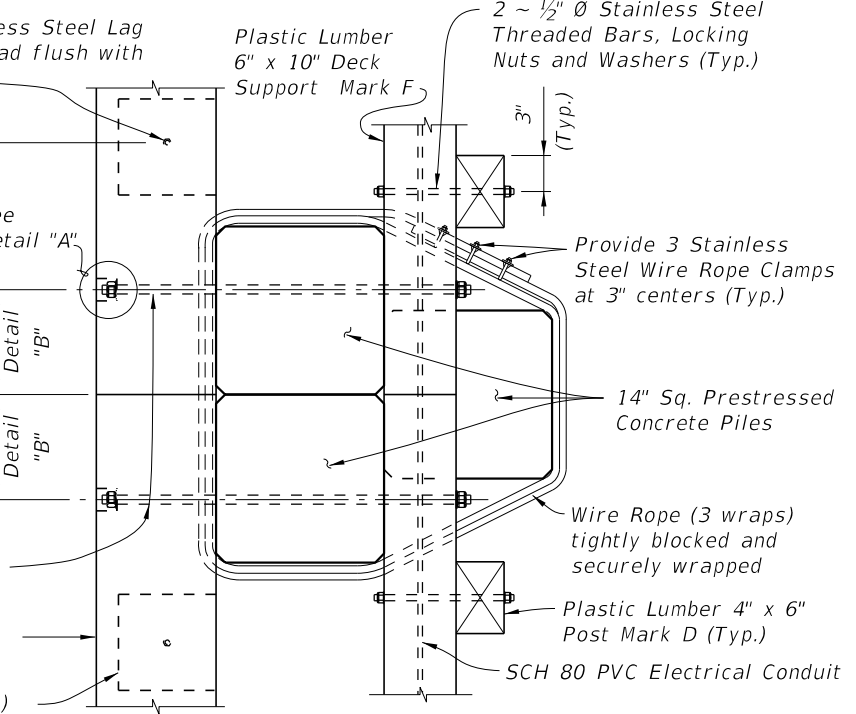 ess Steel Lag
ad flush with
Plastic Lumber
6" x 10" Deck
Support Mark F
2 ~ ½" Ø Stainless Steel
Threaded Bars, Locking
Nuts and Washers (Typ.)
3"
(Typ.)
ee
etail "A"
Provide 3 Stainless
Steel Wire Rope Clamps
at 3" centers (Typ.)
Detail
"B"
14" Sq. Prestressed
Concrete Piles
Detail
"B"
Wire Rope (3 wraps)
tightly blocked and
securely wrapped
Plastic Lumber 4" x 6"
Post Mark D (Typ.)
SCH 80 PVC Electrical Conduit
)